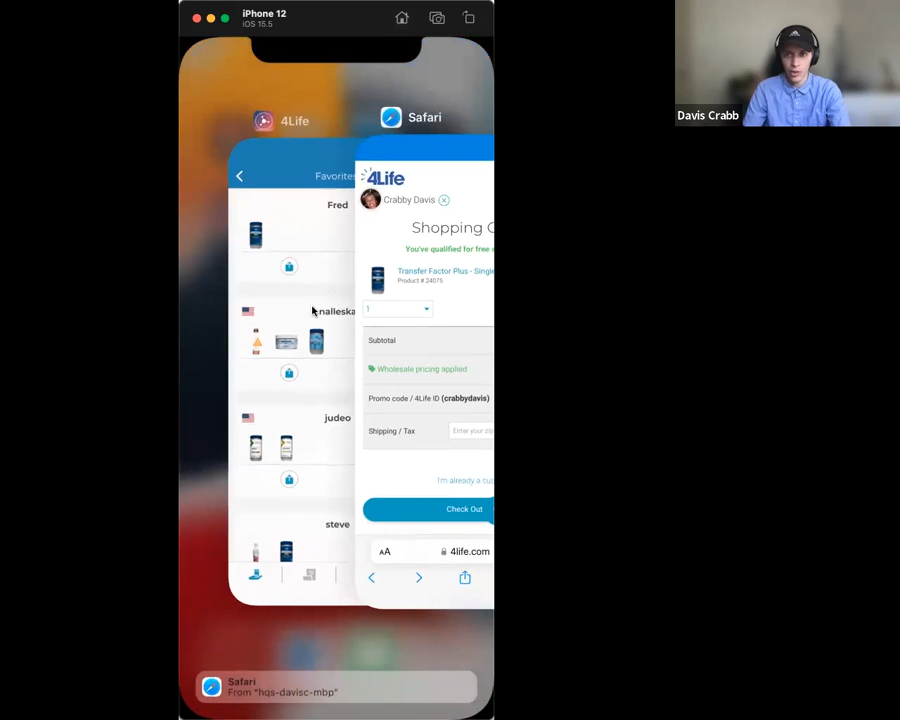 iPhone 12
iOS 15.5
Davis Crabb
4Life
Safari
Favorites
Fred
nalleska
judeo
steve
4Life
Crabby Davis
Shopping
You've qualified for free
Transfer Factor Plus - Single
Product # 24075
1
Subtotal
Wholesale pricing applied
Promo code / 4Life ID (crabbydavis)
Shipping / Tax
Enter your
I'm already a
Check Out
AA
4life.com
Safari
From "hqs-davisc-mbp"